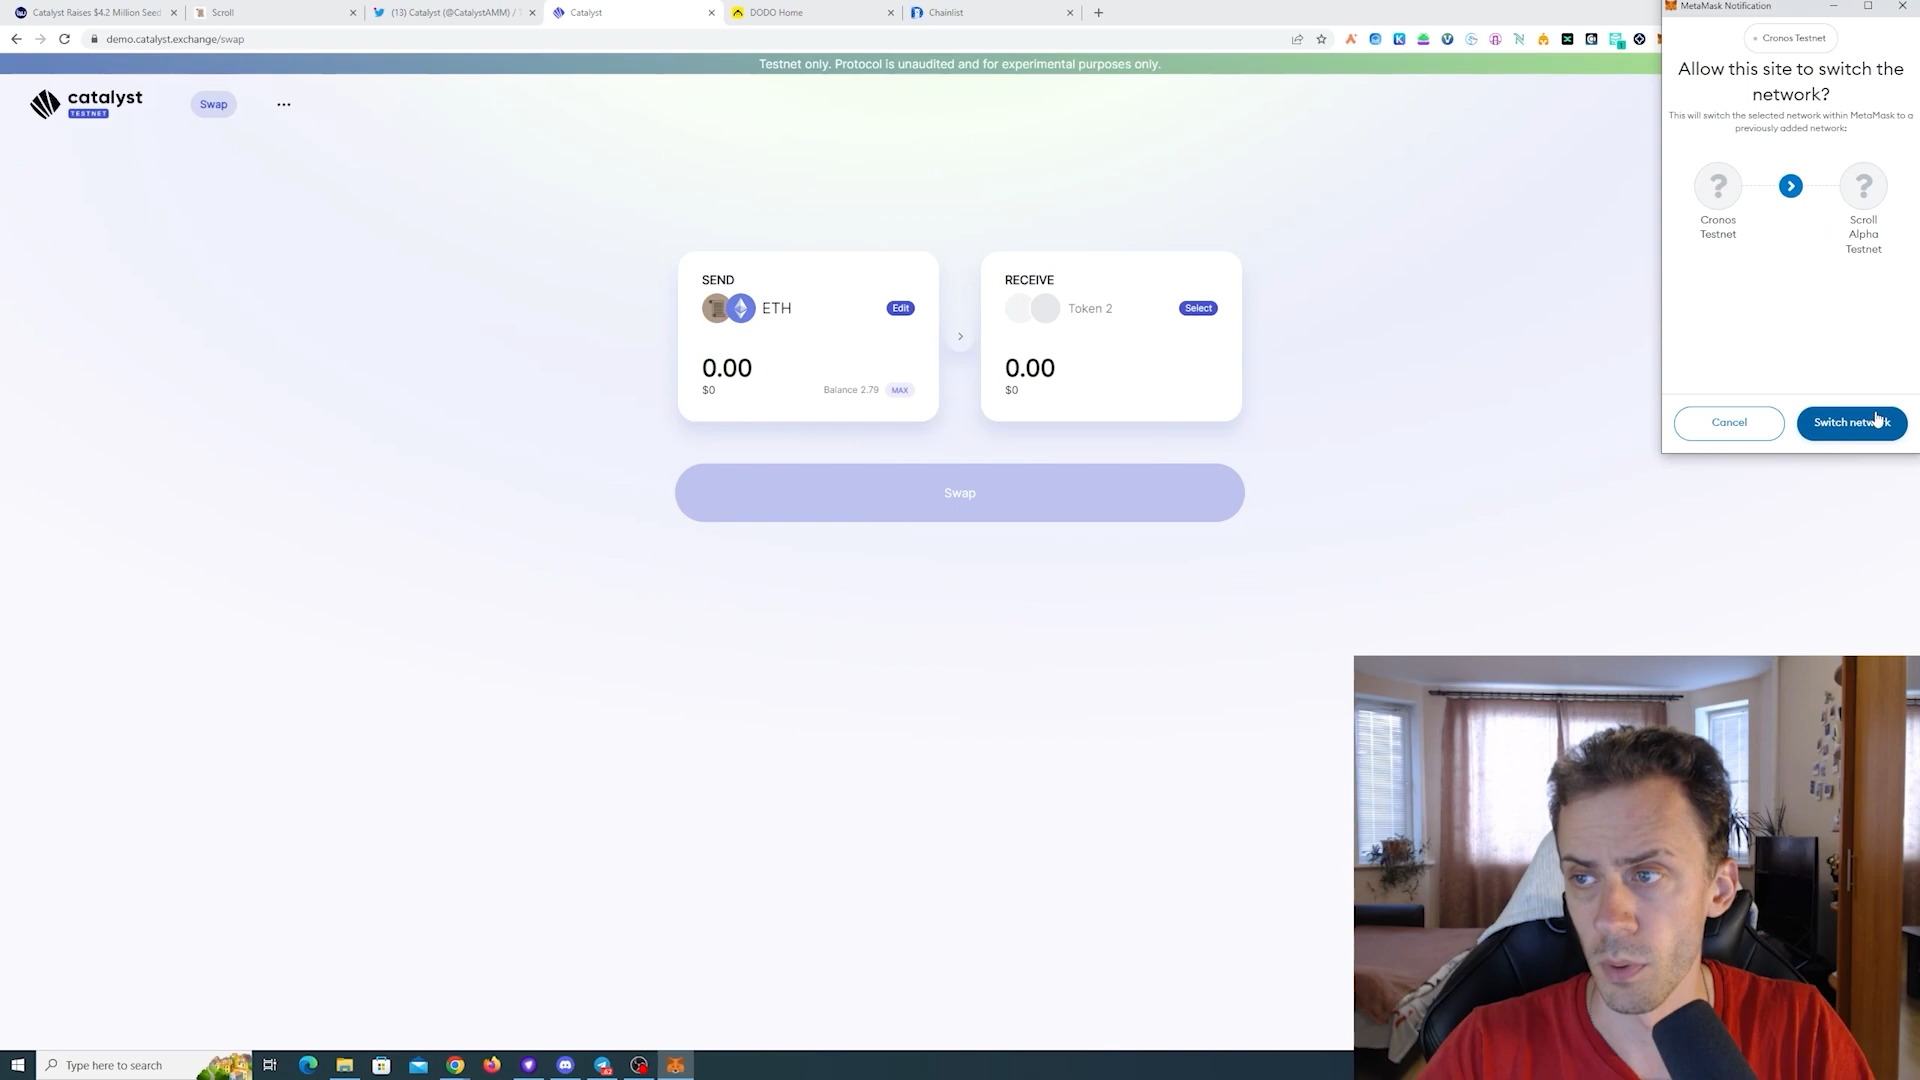 Catalyst Raises $4.2 Million Seed
Scroll
(13) Catalyst (@CatalystAMM) / T
Catalyst
DODO Home
Chainlist
demo.catalyst.exchange/swap
Testnet only. Protocol is unaudited and for experimental purposes only.
catalyst
TESTNET
Swap
SEND
ETH
Edit
0.00
$0
Balance 2.79
MAX
RECEIVE
Token 2
Select
0.00
$0
Swap
MetaMask Notification
Cronos Testnet
Allow this site to switch the
network?
This will switch the selected network within MetaMask to a
previously added network:
Cronos
Testnet
Scroll
Alpha
Testnet
Cancel
Switch network
Type here to search